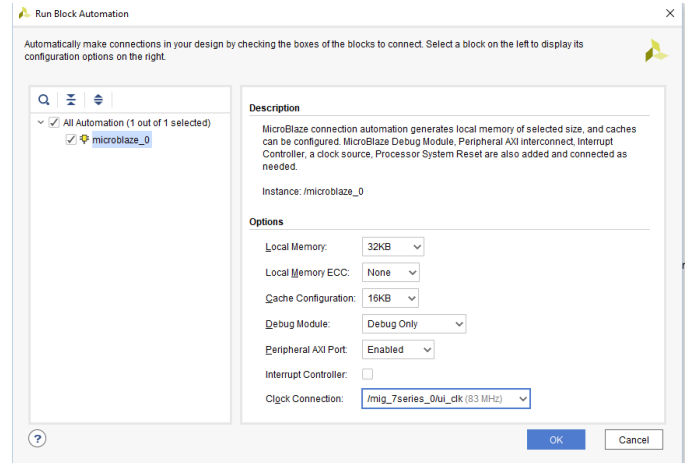 Run Block Automation
Automatically make connections in your design by checking the boxes of the blocks to connect. Select a block on the left to display its
configuration options on the right.
All Automation (1 out of 1 selected)
microblaze_0
Description
MicroBlaze connection automation generates local memory of selected size, and caches
can be configured. MicroBlaze Debug Module, Peripheral AXI interconnect, Interrupt
Controller, a clock source, Processor System Reset are also added and connected as
needed.
Instance: /microblaze_0
Options
Local Memory: 32KB
Local Memory ECC: None
Cache Configuration: 16KB
Debug Module: Debug Only
Peripheral AXI Port: Enabled
Interrupt Controller:
Clock Connection: /mig_7series_0/ui_clk (83 MHz)
?
OK Cancel